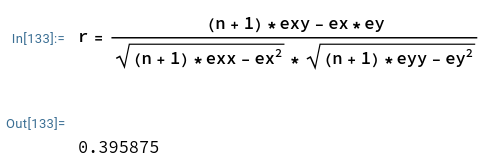 In[133]:= r = ((n + 1) * exy - ex * ey) / (√((n + 1) * exx - ex²) * √((n + 1) * eyy - ey²))
Out[133]=
0.395875